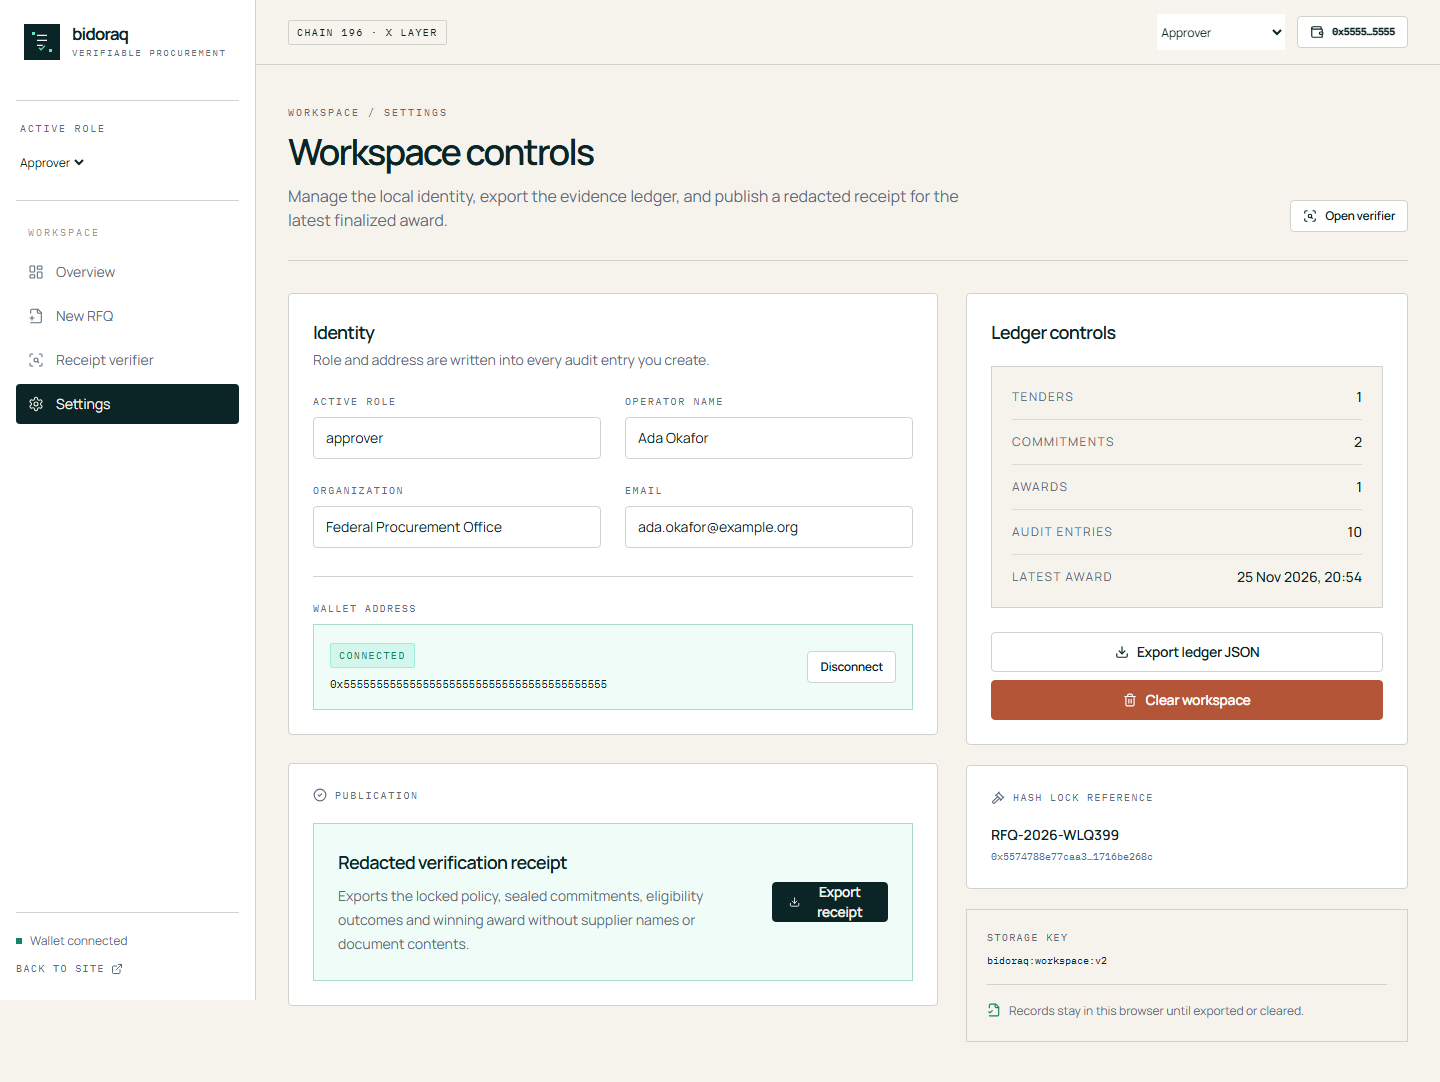 bidoraq
VERIFIABLE PROCUREMENT
ACTIVE ROLE
Approver
WORKSPACE
Overview
New RFQ
Receipt verifier
Settings
Wallet connected
BACK TO SITE
CHAIN 196 · X LAYER
Approver
0x5555…5555
WORKSPACE / SETTINGS
Workspace controls
Manage the local identity, export the evidence ledger, and publish a redacted receipt for the
latest finalized award.
Open verifier
Identity
Role and address are written into every audit entry you create.
ACTIVE ROLE
approver
OPERATOR NAME
Ada Okafor
ORGANIZATION
Federal Procurement Office
EMAIL
ada.okafor@example.org
WALLET ADDRESS
CONNECTED
0x5555555555555555555555555555555555555555
Disconnect
PUBLICATION
Redacted verification receipt
Exports the locked policy, sealed commitments, eligibility
outcomes and winning award without supplier names or
document contents.
Export
receipt
Ledger controls
TENDERS 1
COMMITMENTS 2
AWARDS 1
AUDIT ENTRIES 10
LATEST AWARD 25 Nov 2026, 20:54
Export ledger JSON
Clear workspace
HASH LOCK REFERENCE
RFQ-2026-WLQ399
0x5574788e77caa3…1716be268c
STORAGE KEY
bidoraq:workspace:v2
Records stay in this browser until exported or cleared.